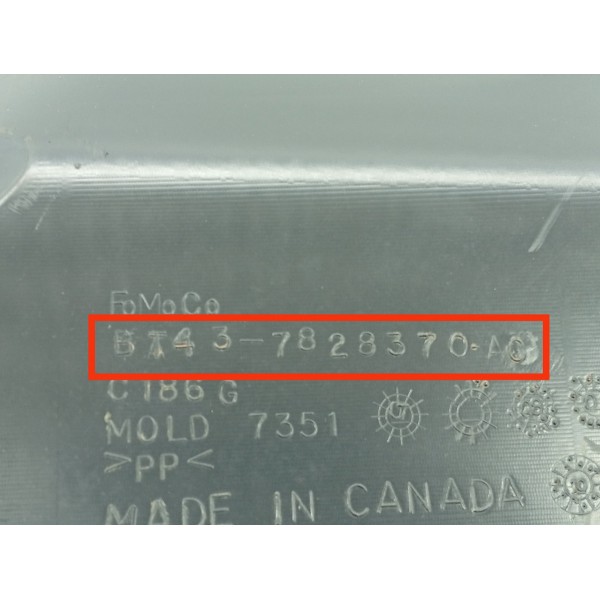 FoMoCo
BT43-7828370-AC
C186G
MOLD 7351
>PP<
MADE IN CANADA